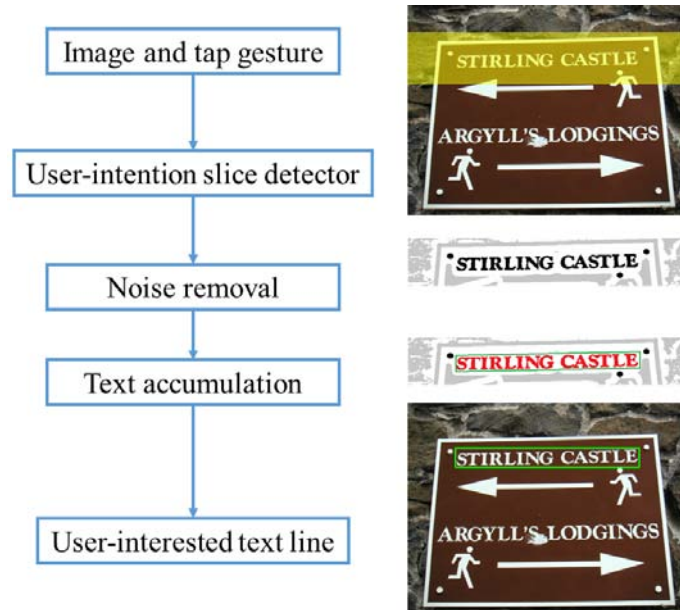 Image and tap gesture
STIRLING CASTLE
ARGYLL'S LODGINGS
User-intention slice detector
Noise removal
STIRLING CASTLE
Text accumulation
STIRLING CASTLE
STIRLING CASTLE
ARGYLL'S LODGINGS
User-interested text line